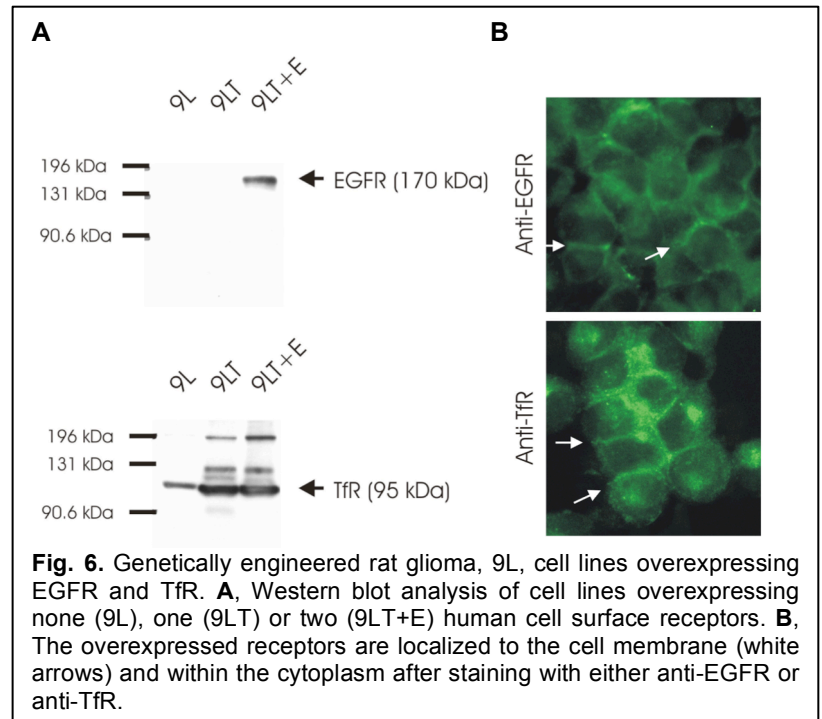 A
B
9L 9LT 9LT+E
196 kDa
131 kDa
90.6 kDa
EGFR (170 kDa)
Anti-EGFR
9L 9LT 9LT+E
196 kDa
131 kDa
90.6 kDa
TfR (95 kDa)
Anti-TfR
Fig. 6. Genetically engineered rat glioma, 9L, cell lines overexpressing
EGFR and TfR. A, Western blot analysis of cell lines overexpressing
none (9L), one (9LT) or two (9LT+E) human cell surface receptors. B,
The overexpressed receptors are localized to the cell membrane (white
arrows) and within the cytoplasm after staining with either anti-EGFR or
anti-TfR.